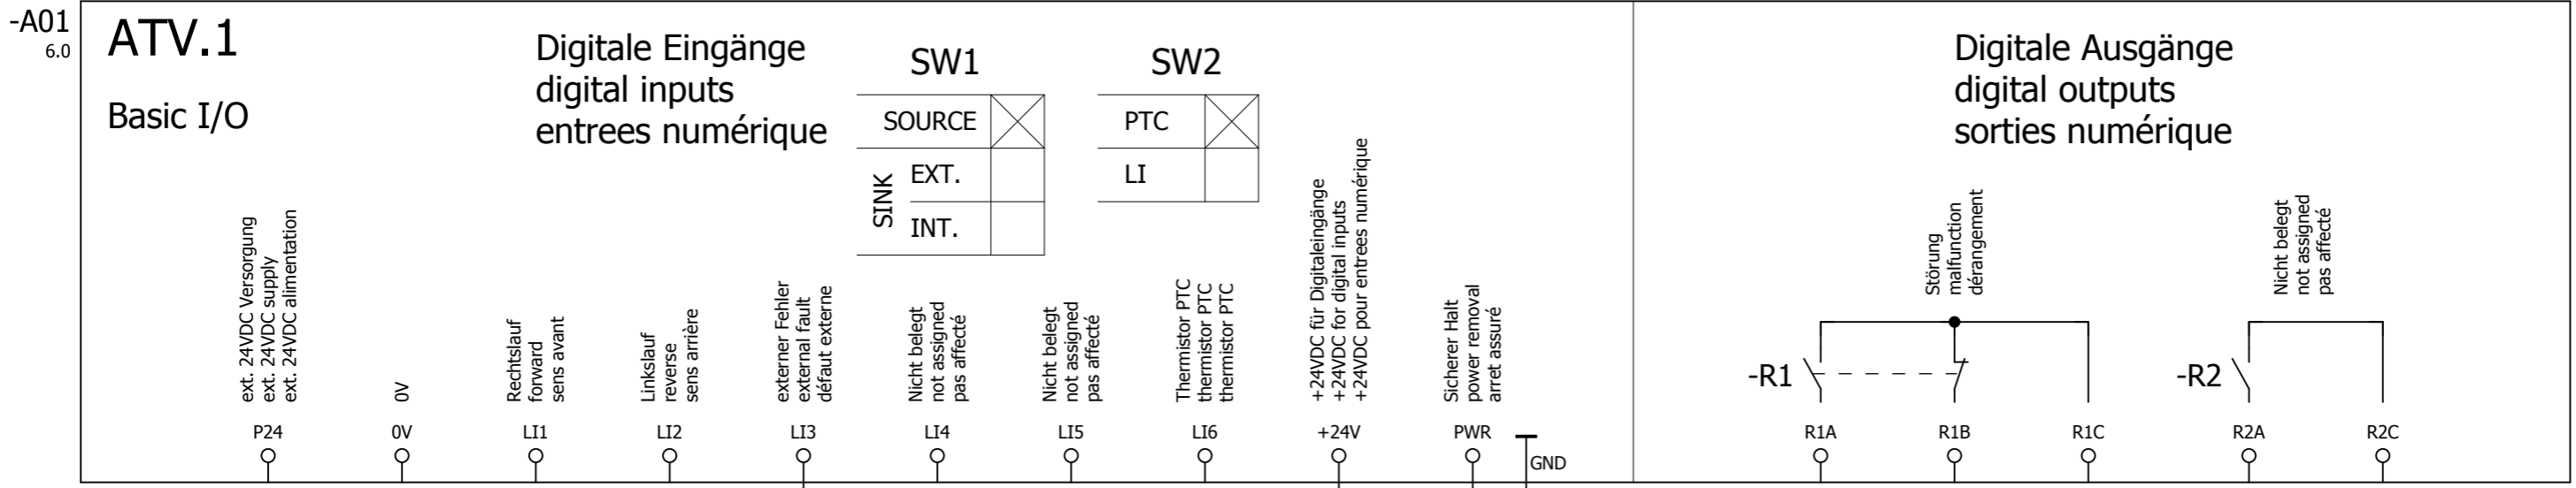 -A01
6.0
ATV.1
Basic I/O
Digitale Eingänge
digital inputs
entrees numérique
SW1
SOURCE
SINK
EXT.
INT.
SW2
PTC
LI
Digitale Ausgänge
digital outputs
sorties numérique
ext. 24VDC Versorgung
ext. 24VDC supply
ext. 24VDC alimentation
0V
Rechtslauf
forward
sens avant
Linkslauf
reverse
sens arrière
externer Fehler
external fault
défaut externe
Nicht belegt
not assigned
pas affecté
Nicht belegt
not assigned
pas affecté
Thermistor PTC
thermistor PTC
thermistor PTC
+24VDC für Digitaleingänge
+24VDC for digital inputs
+24VDC pour entrees numérique
Sicherer Halt
power removal
arret assuré
Störung
malfunction
dérangement
Nicht belegt
not assigned
pas affecté
-R1
-R2
P24
0V
LI1
LI2
LI3
LI4
LI5
LI6
+24V
PWR
GND
R1A
R1B
R1C
R2A
R2C